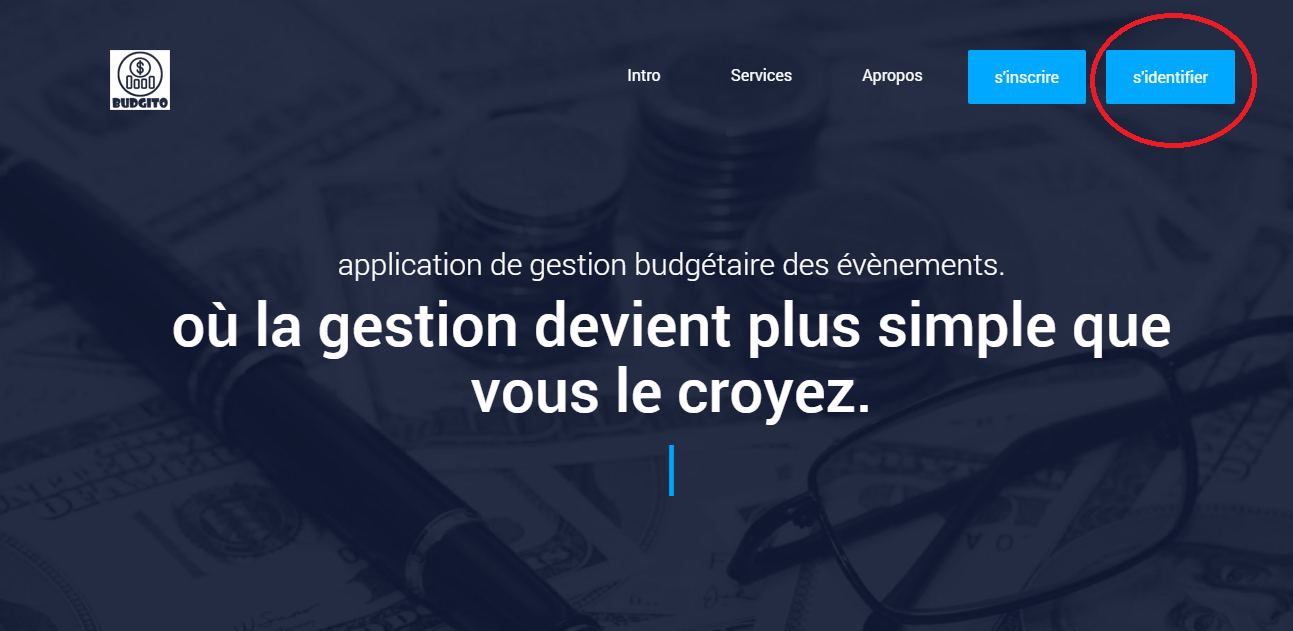 BUDGITO
Intro Services Apropos s'inscrire s'identifier
application de gestion budgétaire des évènements.
où la gestion devient plus simple que
vous le croyez.